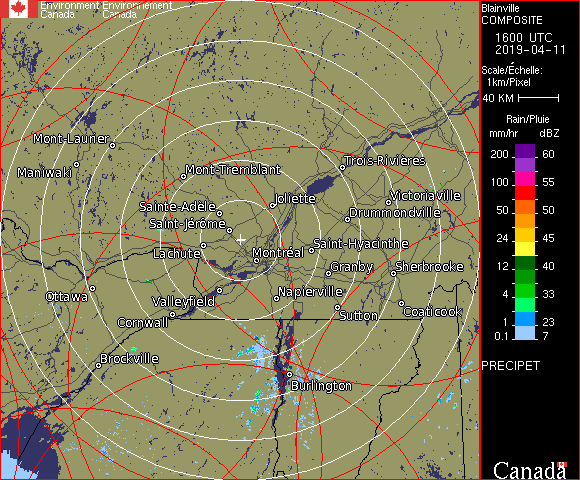 Environment Environnement
Canada Canada
Blainville
COMPOSITE
1600 UTC
2019-04-11
Scale/Échelle:
1km/Pixel
40 KM
Rain/Pluie
mm/hr dBZ
200 60
100 55
50 50
24 45
12 40
4 33
1 23
0.1 7
PRECIPET
Canada
Mont-Laurier
Maniwaki
Mont-Tremblant
Trois-Rivières
Joliette
Victoriaville
Sainte-Adèle
Drummondville
Saint-Jérôme
Lachute
Montréal
Saint-Hyacinthe
Granby
Sherbrooke
Ottawa
Valleyfield
Napierville
Cornwall
Sutton
Coaticook
Brockville
Burlington